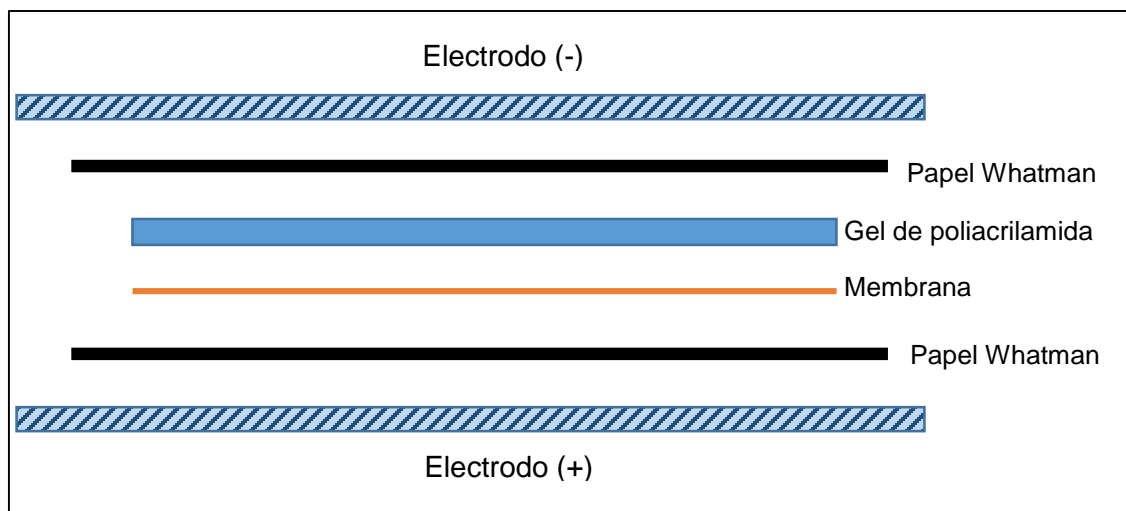 Electrodo (-)
Papel Whatman
Gel de poliacrilamida
Membrana
Papel Whatman
Electrodo (+)